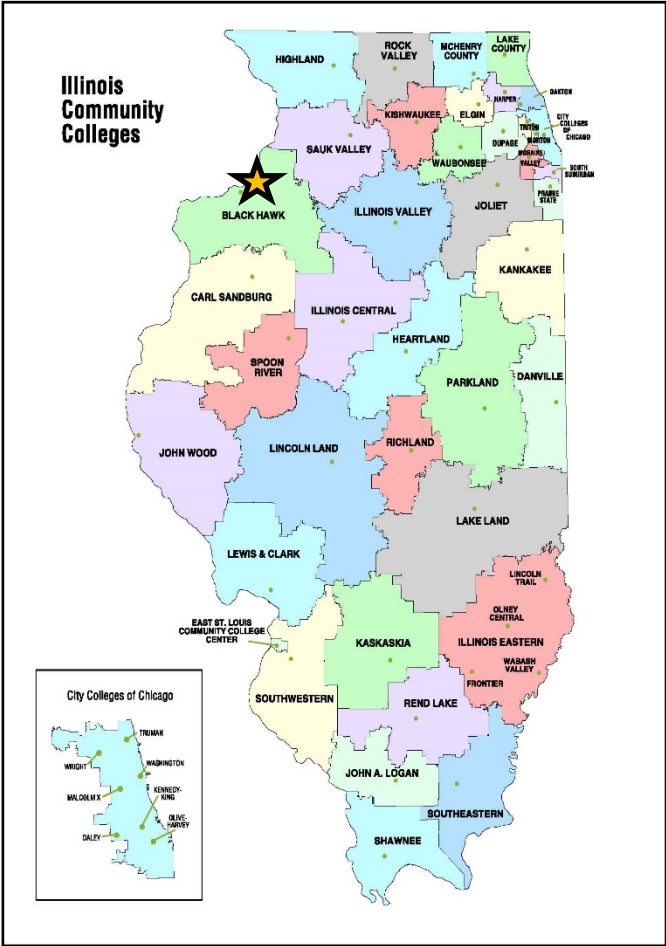 Illinois
Community
Colleges
HIGHLAND
ROCK
VALLEY
MCHENRY
COUNTY
LAKE
COUNTY
KISHWAUKEE
ELGIN
HARPER
OAKTON
SAUK VALLEY
WAUBONSEE
DUPAGE
TRITON
MORTON
CITY
COLLEGES
OF
CHICAGO
MORAINE
VALLEY
SOUTH
SUBURBAN
PRAIRIE
STATE
BLACK HAWK
ILLINOIS VALLEY
JOLIET
KANKAKEE
CARL SANDBURG
ILLINOIS CENTRAL
HEARTLAND
SPOON
RIVER
PARKLAND
DANVILLE
JOHN WOOD
LINCOLN LAND
RICHLAND
LAKE LAND
LEWIS & CLARK
LINCOLN
TRAIL
OLNEY
CENTRAL
EAST ST. LOUIS
COMMUNITY COLLEGE
CENTER
KASKASKIA
ILLINOIS EASTERN
WABASH
VALLEY
FRONTIER
SOUTHWESTERN
REND LAKE
JOHN A. LOGAN
SOUTHEASTERN
SHAWNEE
City Colleges of Chicago
TRUMAN
WRIGHT
WASHINGTON
MALCOLM X
KENNEDY-
KING
OLIVE-
HARVEY
DALEY